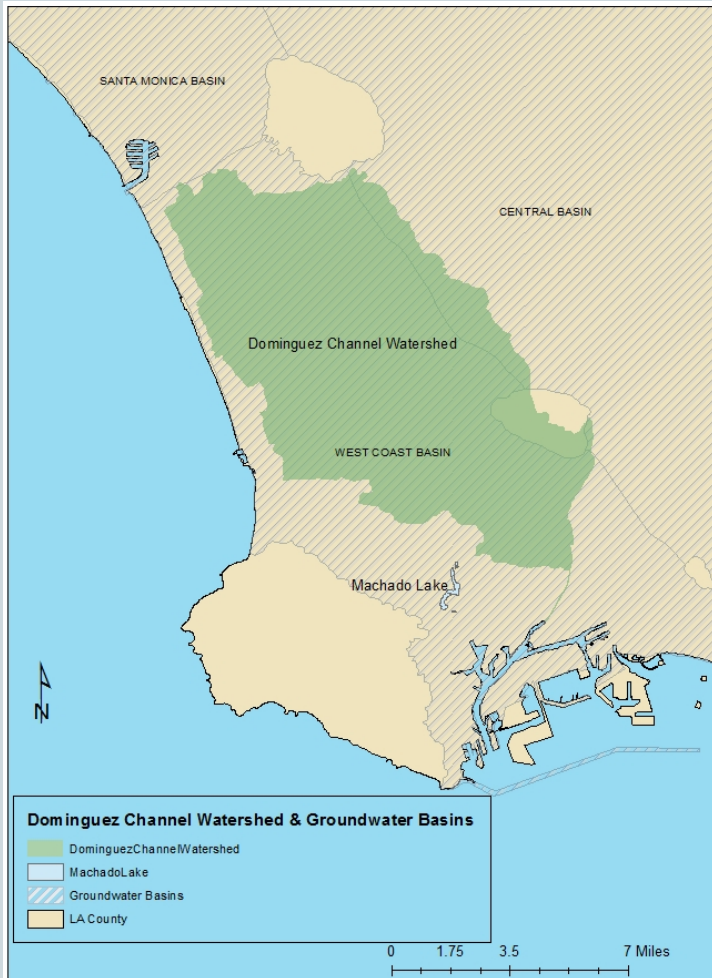 SANTA MONICA BASIN
CENTRAL BASIN
Dominguez Channel Watershed
WEST COAST BASIN
Machado Lake
N
Dominguez Channel Watershed & Groundwater Basins
DominguezChannelWatershed
MachadoLake
Groundwater Basins
LA County
0 1.75 3.5 7 Miles